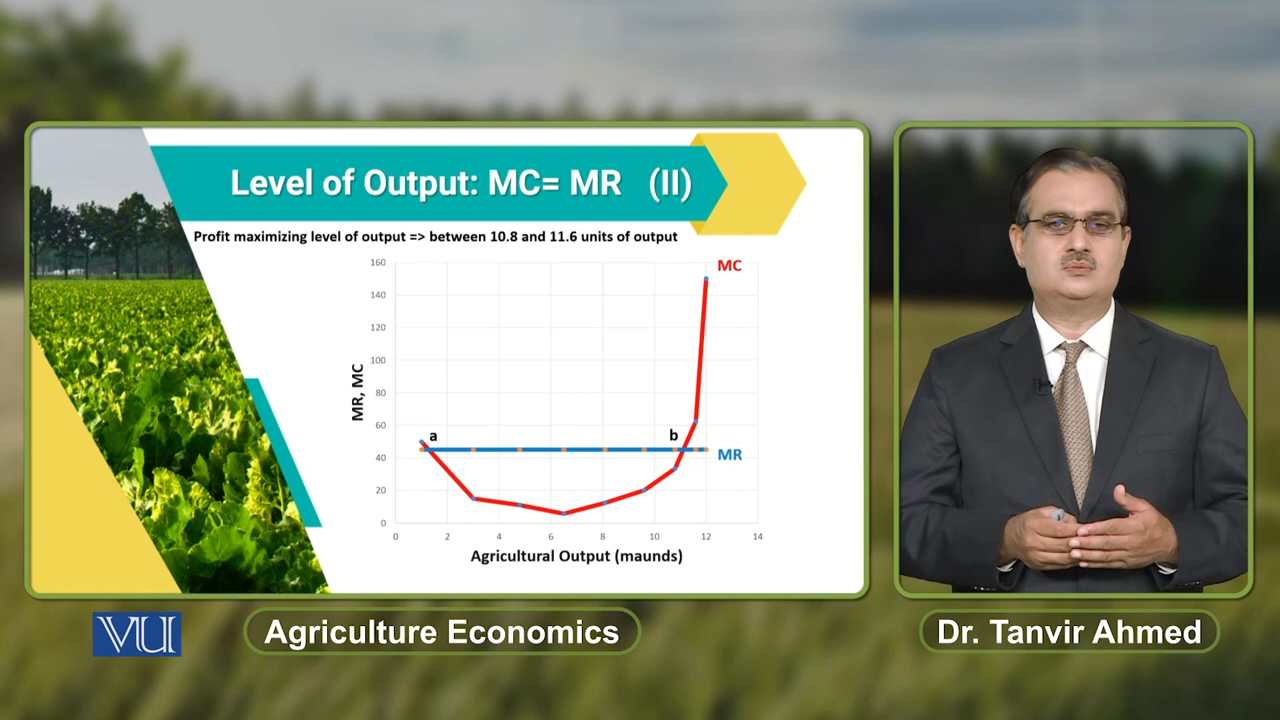 Level of Output: MC= MR (II)
Profit maximizing level of output => between 10.8 and 11.6 units of output
MC
160
140
120
100
80
60
40
20
0
MR, MC
a
b
MR
0 2 4 6 8 10 12 14
Agricultural Output (maunds)
VU
Agriculture Economics
Dr. Tanvir Ahmed